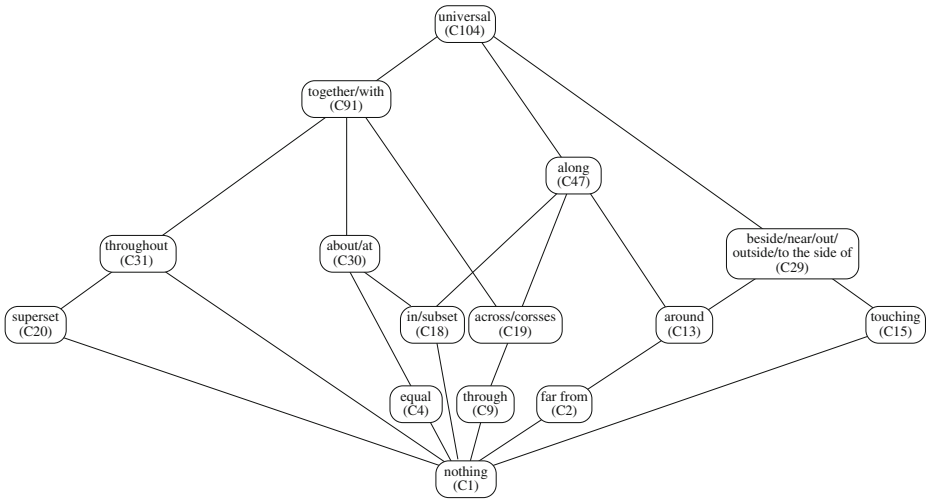 universal
(C104)
together/with
(C91)
along
(C47)
throughout
(C31)
about/at
(C30)
beside/near/out/
outside/to the side of
(C29)
superset
(C20)
in/subset
(C18)
across/corsses
(C19)
around
(C13)
touching
(C15)
equal
(C4)
through
(C9)
far from
(C2)
nothing
(C1)